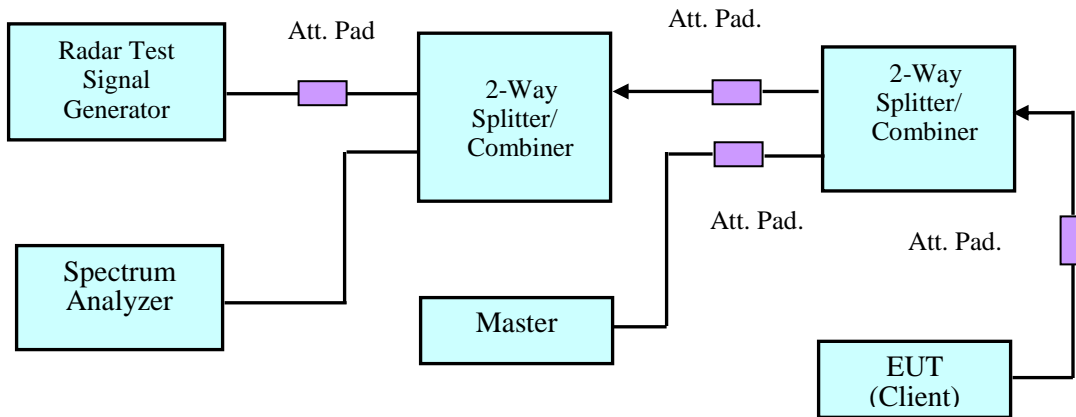 Radar Test
Signal
Generator
Att. Pad
2-Way
Splitter/
Combiner
Att. Pad.
2-Way
Splitter/
Combiner
Att. Pad.
Att. Pad.
Spectrum
Analyzer
Master
EUT
(Client)